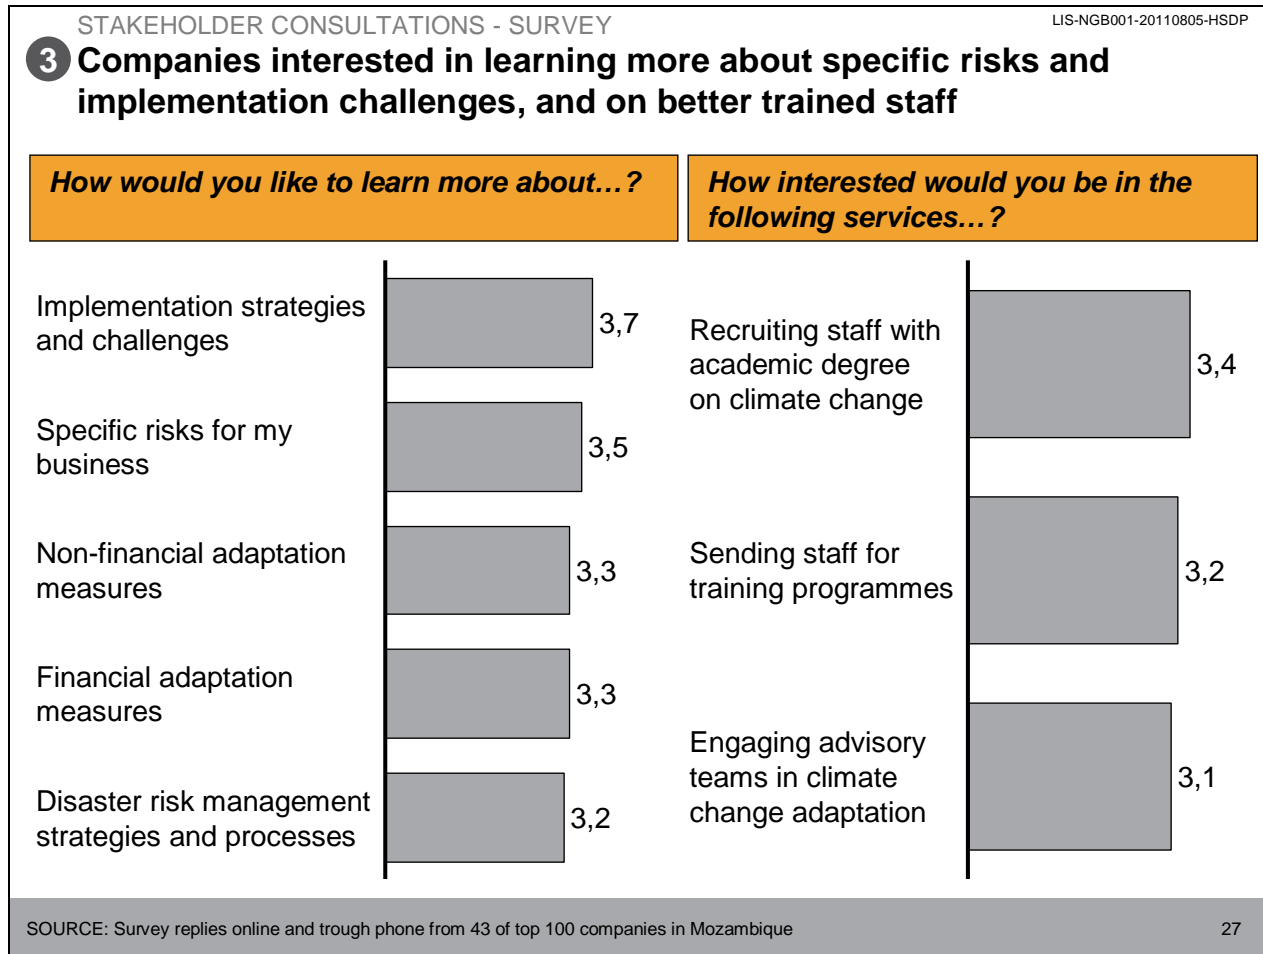 STAKEHOLDER CONSULTATIONS - SURVEY
LIS-NGB001-20110805-HSDP
3 Companies interested in learning more about specific risks and
implementation challenges, and on better trained staff
How would you like to learn more about…?
Implementation strategies
and challenges
3,7
Specific risks for my
business
3,5
Non-financial adaptation
measures
3,3
Financial adaptation
measures
3,3
Disaster risk management
strategies and processes
3,2
How interested would you be in the
following services…?
Recruiting staff with
academic degree
on climate change
3,4
Sending staff for
training programmes
3,2
Engaging advisory
teams in climate
change adaptation
3,1
SOURCE: Survey replies online and trough phone from 43 of top 100 companies in Mozambique
27